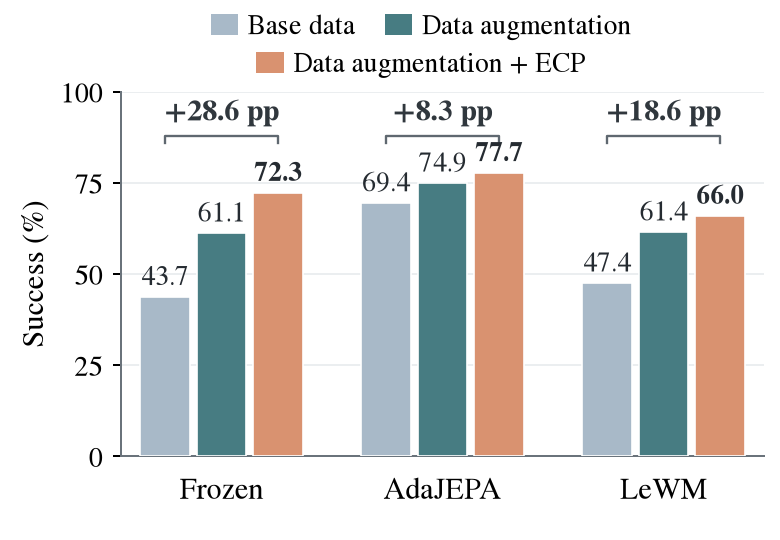 Base data Data augmentation
Data augmentation + ECP
100
+28.6 pp +8.3 pp +18.6 pp
72.3 74.9 77.7
75
61.1 69.4 61.4 66.0
Success (%)
50
43.7 47.4
25
0
Frozen AdaJEPA LeWM